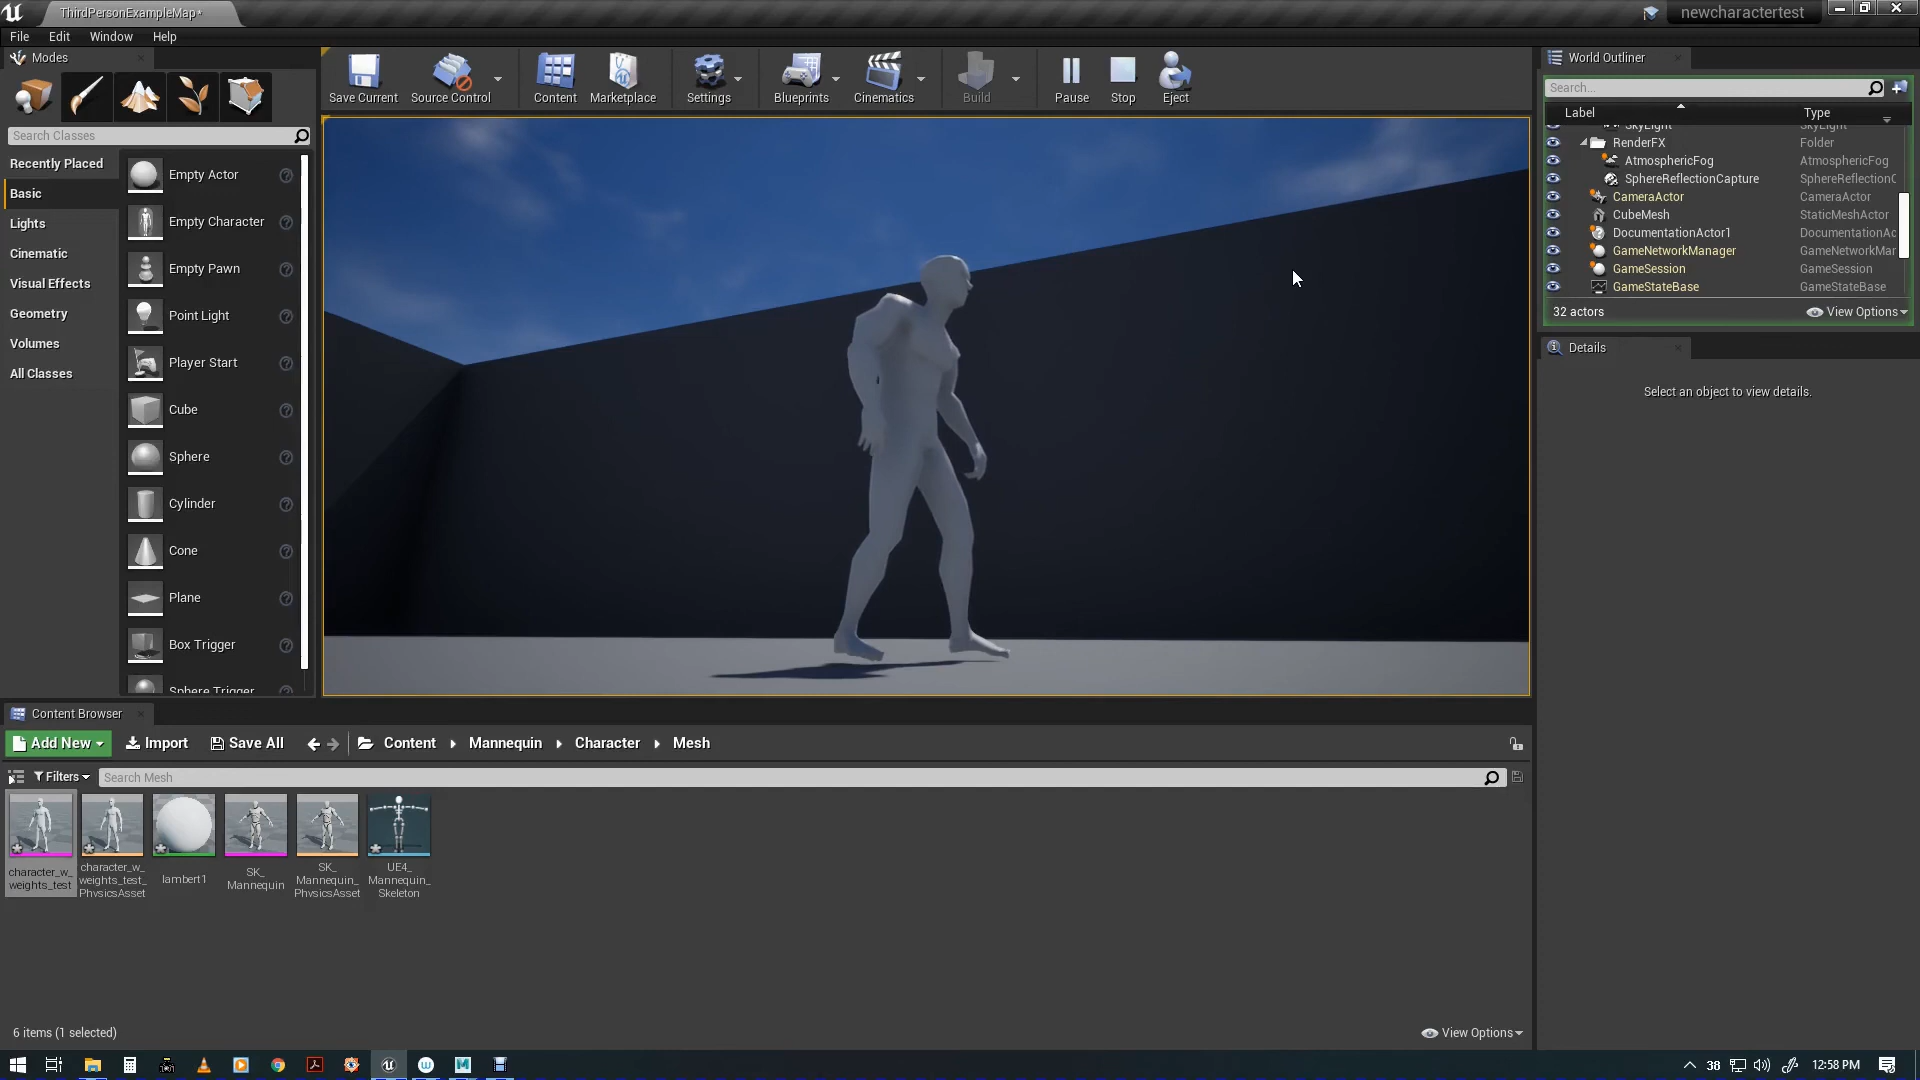 ThirdPersonExampleMap*
newcharactertest
File Edit Window Help
Modes
Search Classes
Recently Placed
Basic
Lights
Cinematic
Visual Effects
Geometry
Volumes
All Classes
Empty Actor
Empty Character
Empty Pawn
Point Light
Player Start
Cube
Sphere
Cylinder
Cone
Plane
Box Trigger
Sphere Trigger
Save Current Source Control Content Marketplace Settings Blueprints Cinematics Build Pause Stop Eject
World Outliner
Search...
Label Type
SkyLight SkyLight
RenderFX Folder
AtmosphericFog AtmosphericFog
SphereReflectionCapture SphereReflectionC
CameraActor CameraActor
CubeMesh StaticMeshActor
DocumentationActor1 DocumentationAc
GameNetworkManager GameNetworkMar
GameSession GameSession
GameStateBase GameStateBase
32 actors View Options
Details
Select an object to view details.
Content Browser
Add New Import Save All Content Mannequin Character Mesh
Filters Search Mesh
character_w_
weights_test
character_w_
weights_test_
PhysicsAsset
lambert1
SK_
Mannequin
SK_
Mannequin_
PhysicsAsset
UE4_
Mannequin_
Skeleton
6 items (1 selected) View Options
38 12:58 PM